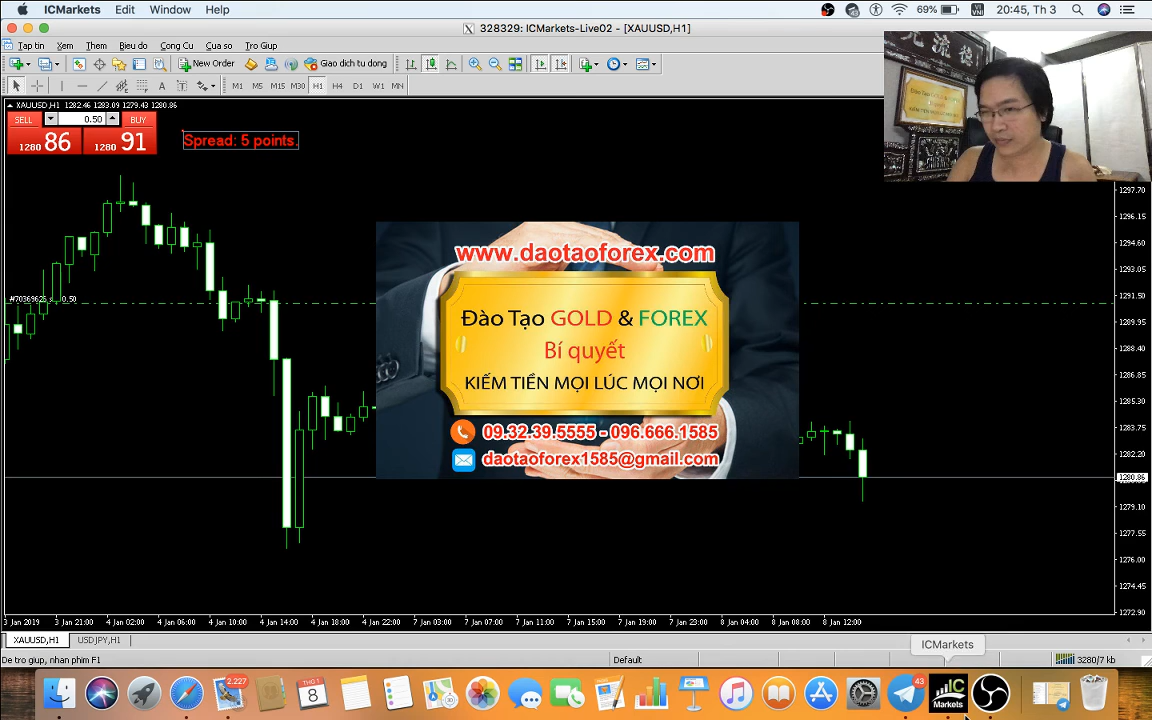 ICMarkets Edit Window Help
69% 20:45, Th 3
328329: ICMarkets-Live02 - [XAUUSD,H1]
Tap tin Xem Them Bieu do Cong Cu Cua so Tro Giup
New Order Giao dich tu dong
M1 M5 M15 M30 H1 H4 D1 W1 MN
XAUUSD,H1 1282.46 1283.09 1279.43 1280.86
SELL 0.50 BUY
1280 86 1280 91
Spread: 5 points.
1297.70
1296.15
1294.60
1293.05
1291.50
1289.95
1288.40
1286.85
1285.30
1283.75
1282.20
1280.86
1279.10
1277.55
1276.00
1274.45
1272.90
www.daotaoforex.com
Đào Tạo GOLD & FOREX
Bí quyết
KIẾM TIỀN MỌI LÚC MỌI NƠI
09.32.39.5555 - 096.666.1585
daotaoforex1585@gmail.com
3 Jan 2019 3 Jan 21:00 4 Jan 02:00 4 Jan 06:00 4 Jan 10:00 4 Jan 14:00 4 Jan 18:00 4 Jan 22:00 7 Jan 03:00 7 Jan 07:00 7 Jan 11:00 7 Jan 15:00 7 Jan 19:00 7 Jan 23:00 8 Jan 04:00 8 Jan 08:00 8 Jan 12:00
XAUUSD,H1 USDJPY,H1
ICMarkets
De tro giup, nhan phim F1 Default 3280/7 kb
2.227
THG 1
8
43
IC
Markets